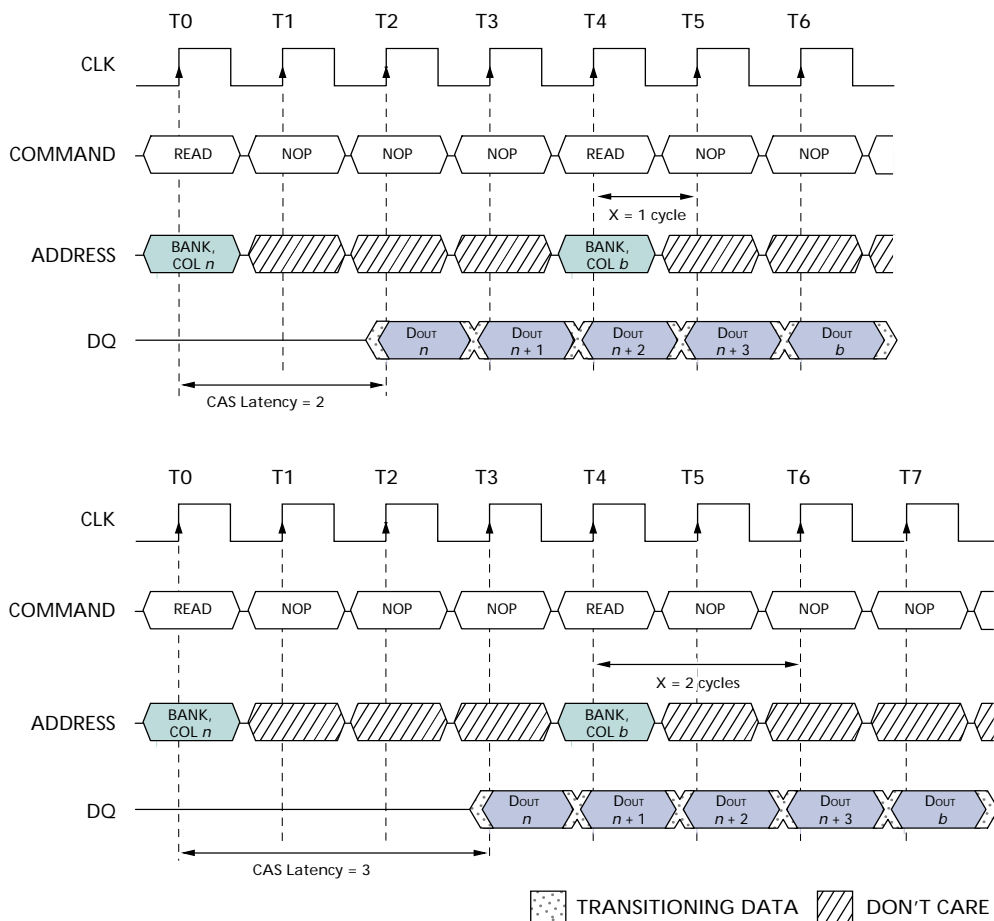 T0 T1 T2 T3 T4 T5 T6
CLK
COMMAND READ NOP NOP NOP READ NOP NOP
X = 1 cycle
ADDRESS BANK, COL n BANK, COL b
DQ DOUT n DOUT n + 1 DOUT n + 2 DOUT n + 3 DOUT b
CAS Latency = 2
T0 T1 T2 T3 T4 T5 T6 T7
CLK
COMMAND READ NOP NOP NOP READ NOP NOP NOP
X = 2 cycles
ADDRESS BANK, COL n BANK, COL b
DQ DOUT n DOUT n + 1 DOUT n + 2 DOUT n + 3 DOUT b
CAS Latency = 3
TRANSITIONING DATA DON'T CARE